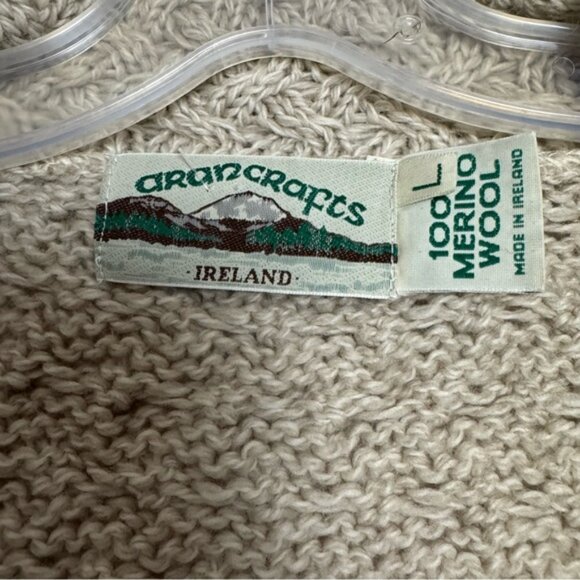 arancrafts
· IRELAND ·
L
100
MERINO
WOOL
MADE IN IRELAND